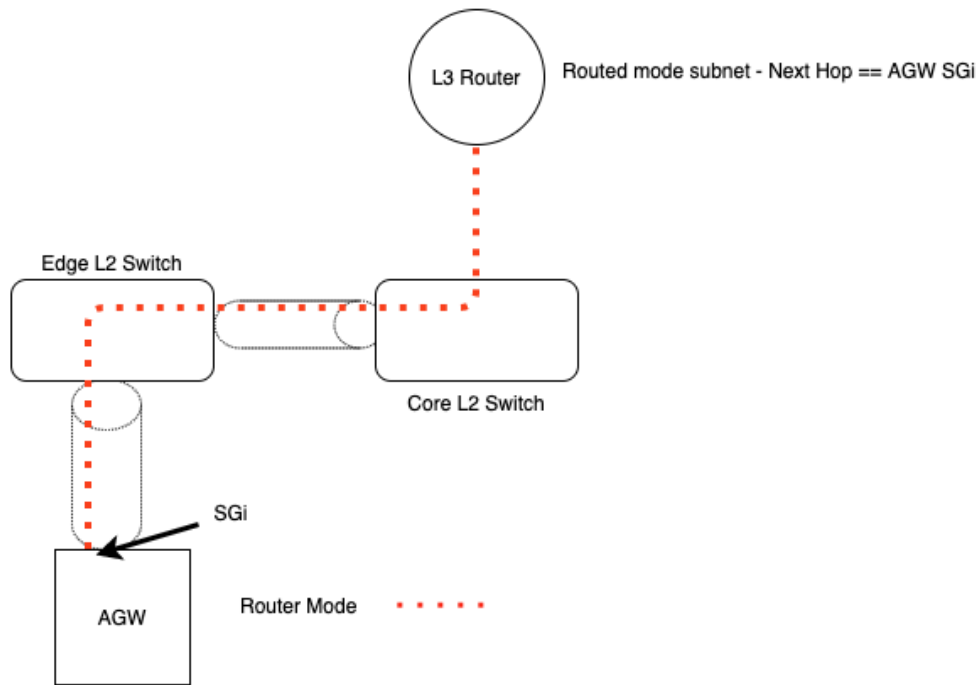 L3 Router
Routed mode subnet - Next Hop == AGW SGi
Edge L2 Switch
Core L2 Switch
SGi
AGW
Router Mode